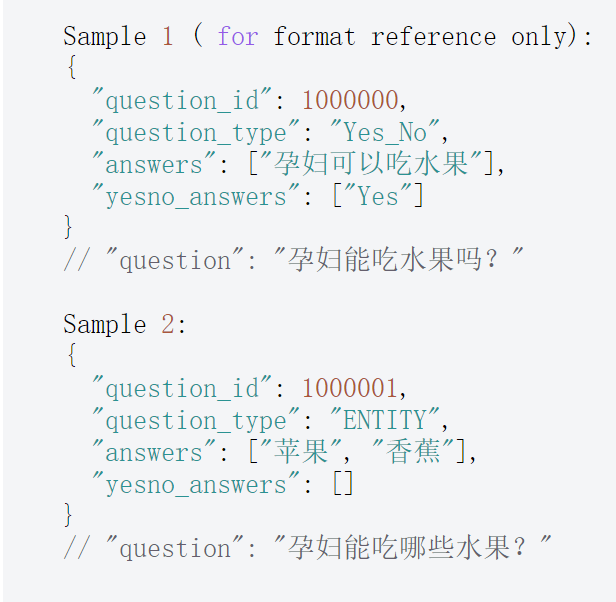 Sample 1 ( for format reference only):
{
"question_id": 1000000,
"question_type": "Yes_No",
"answers": ["孕妇可以吃水果"],
"yesno_answers": ["Yes"]
}
// "question": "孕妇能吃水果吗？"
Sample 2:
{
"question_id": 1000001,
"question_type": "ENTITY",
"answers": ["苹果", "香蕉"],
"yesno_answers": []
}
// "question": "孕妇能吃哪些水果？"